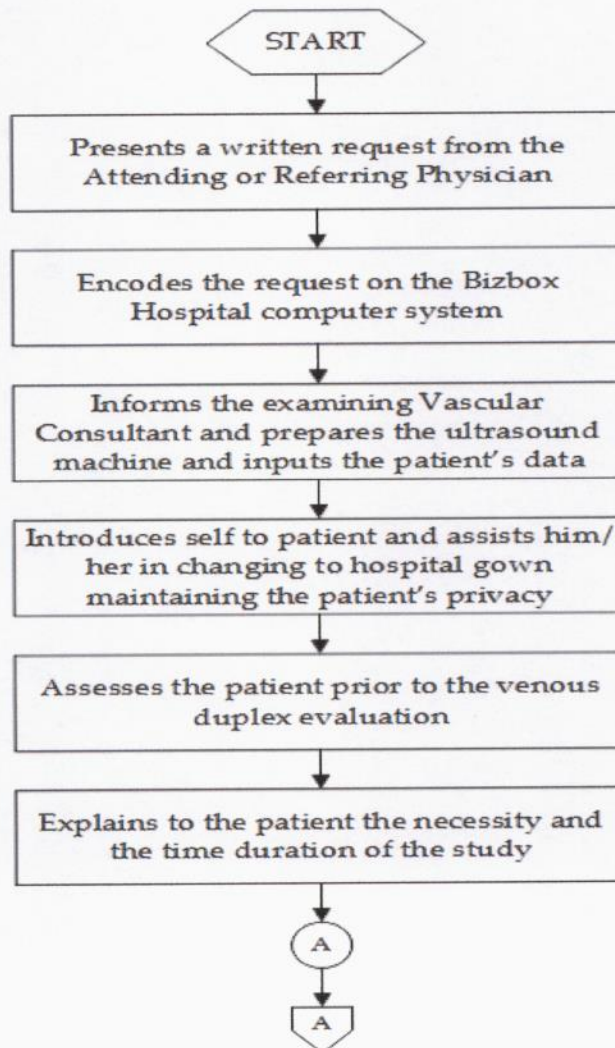 START
Presents a written request from the
Attending or Referring Physician
Encodes the request on the Bizbox
Hospital computer system
Informs the examining Vascular
Consultant and prepares the ultrasound
machine and inputs the patient's data
Introduces self to patient and assists him/
her in changing to hospital gown
maintaining the patient's privacy
Assesses the patient prior to the venous
duplex evaluation
Explains to the patient the necessity and
the time duration of the study
A
A